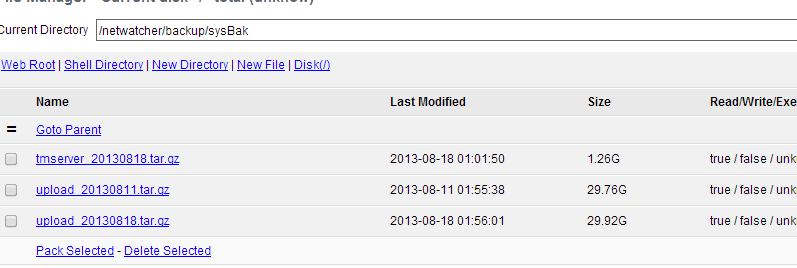 File Manager - Current disk "/" total (unknow)
Current Directory /netwatcher/backup/sysBak
Web Root | Shell Directory | New Directory | New File | Disk(/)
Name Last Modified Size Read/Write/Exe
= Goto Parent
tmserver_20130818.tar.gz 2013-08-18 01:01:50 1.26G true / false / unk
upload_20130811.tar.gz 2013-08-11 01:55:38 29.76G true / false / unk
upload_20130818.tar.gz 2013-08-18 01:56:01 29.92G true / false / unk
Pack Selected - Delete Selected